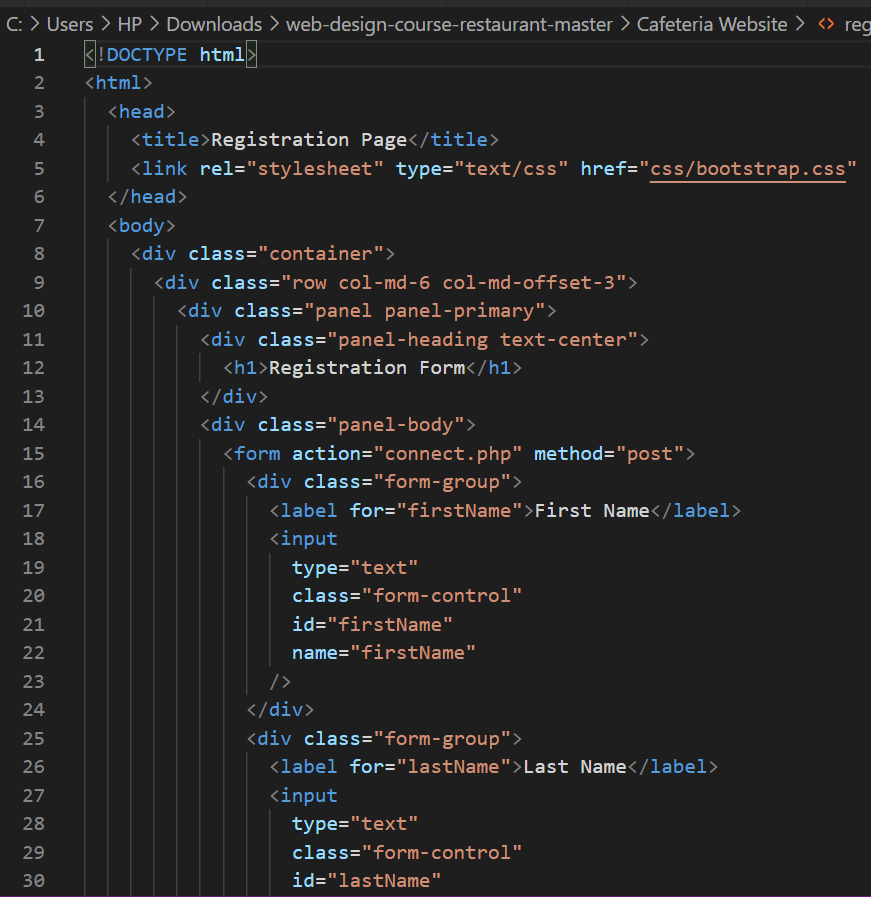 C: > Users > HP > Downloads > web-design-course-restaurant-master > Cafeteria Website > <> reg
1 <!DOCTYPE html>
2 <html>
3   <head>
4     <title>Registration Page</title>
5     <link rel="stylesheet" type="text/css" href="css/bootstrap.css"
6   </head>
7   <body>
8     <div class="container">
9       <div class="row col-md-6 col-md-offset-3">
10         <div class="panel panel-primary">
11           <div class="panel-heading text-center">
12             <h1>Registration Form</h1>
13           </div>
14           <div class="panel-body">
15             <form action="connect.php" method="post">
16               <div class="form-group">
17                 <label for="firstName">First Name</label>
18                 <input
19                   type="text"
20                   class="form-control"
21                   id="firstName"
22                   name="firstName"
23                 />
24               </div>
25               <div class="form-group">
26                 <label for="lastName">Last Name</label>
27                 <input
28                   type="text"
29                   class="form-control"
30                   id="lastName"